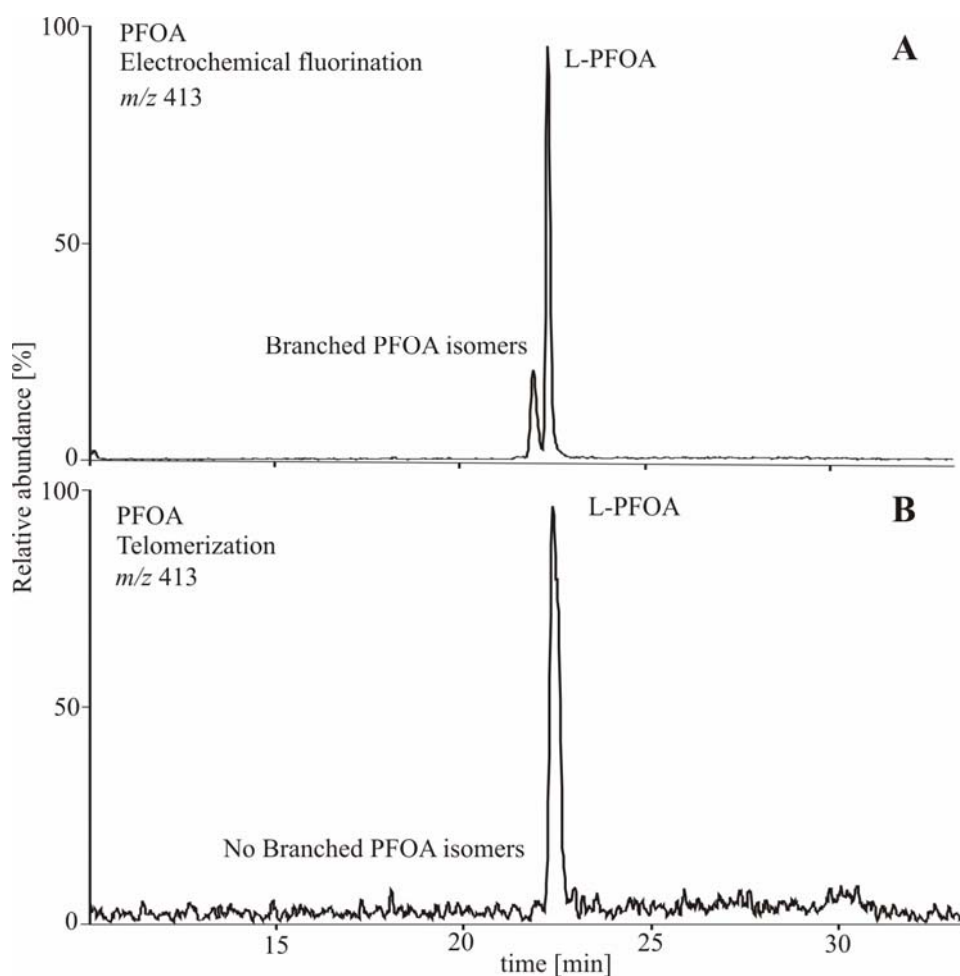 100
PFOA
Electrochemical fluorination
m/z 413
L-PFOA
A
50
Branched PFOA isomers
0
Relative abundance [%]
100
PFOA
Telomerization
m/z 413
L-PFOA
B
50
No Branched PFOA isomers
0
15
20
25
30
time [min]